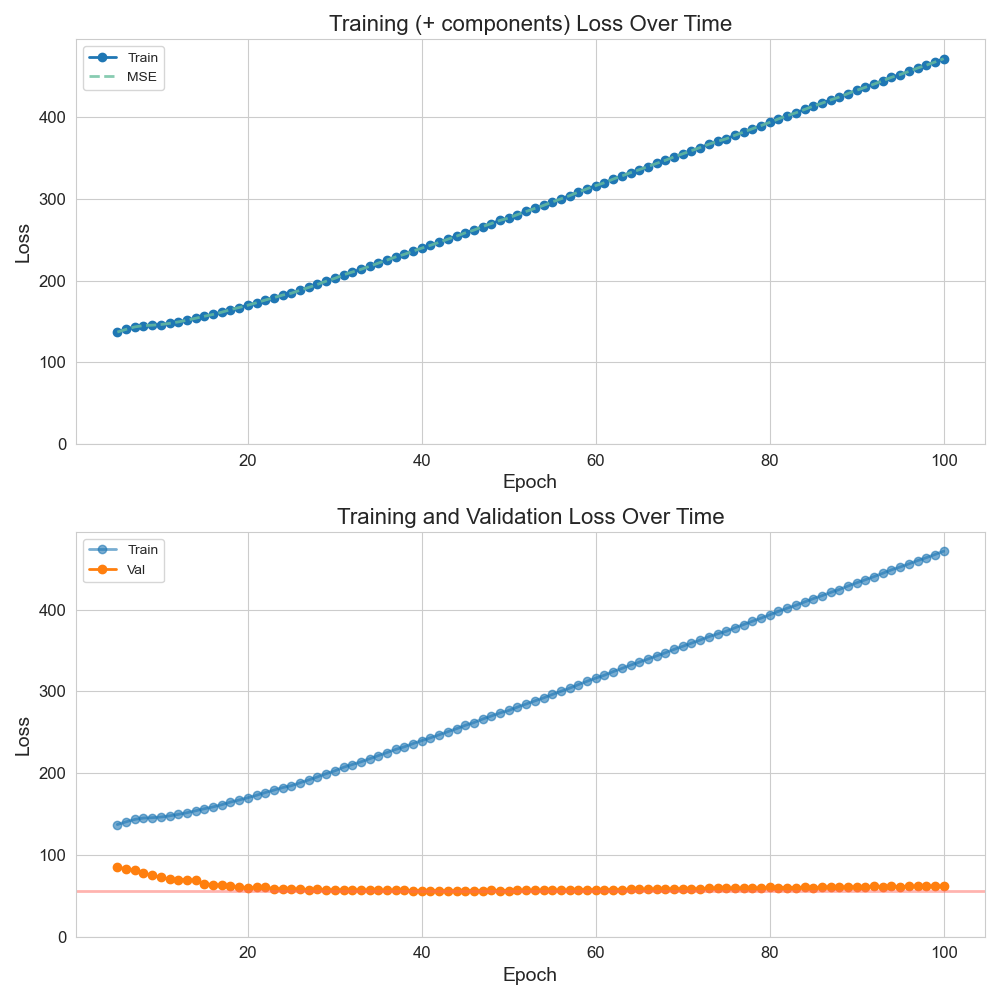 Training (+ components) Loss Over Time
Train
MSE
Loss
400
300
200
100
0
20 40 60 80 100
Epoch
Training and Validation Loss Over Time
Train
Val
Loss
400
300
200
100
0
20 40 60 80 100
Epoch